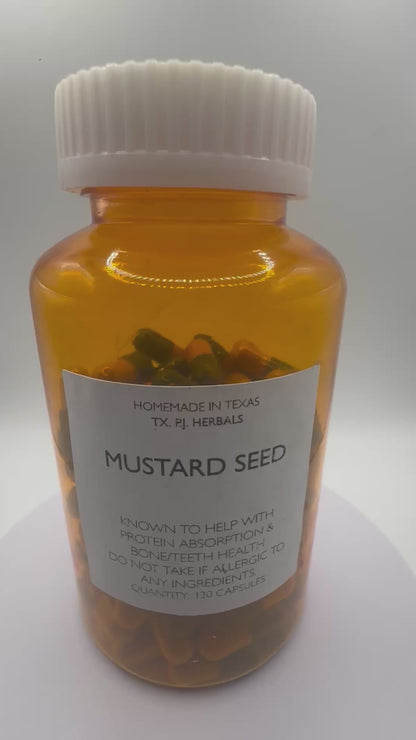 HOMEMADE IN TEXAS
TX. P.J. HERBALS
MUSTARD SEED
KNOWN TO HELP WITH
PROTEIN ABSORPTION &
BONE/TEETH HEALTH
DO NOT TAKE IF ALLERGIC TO
ANY INGREDIENTS.
QUANTITY: 120 CAPSULES